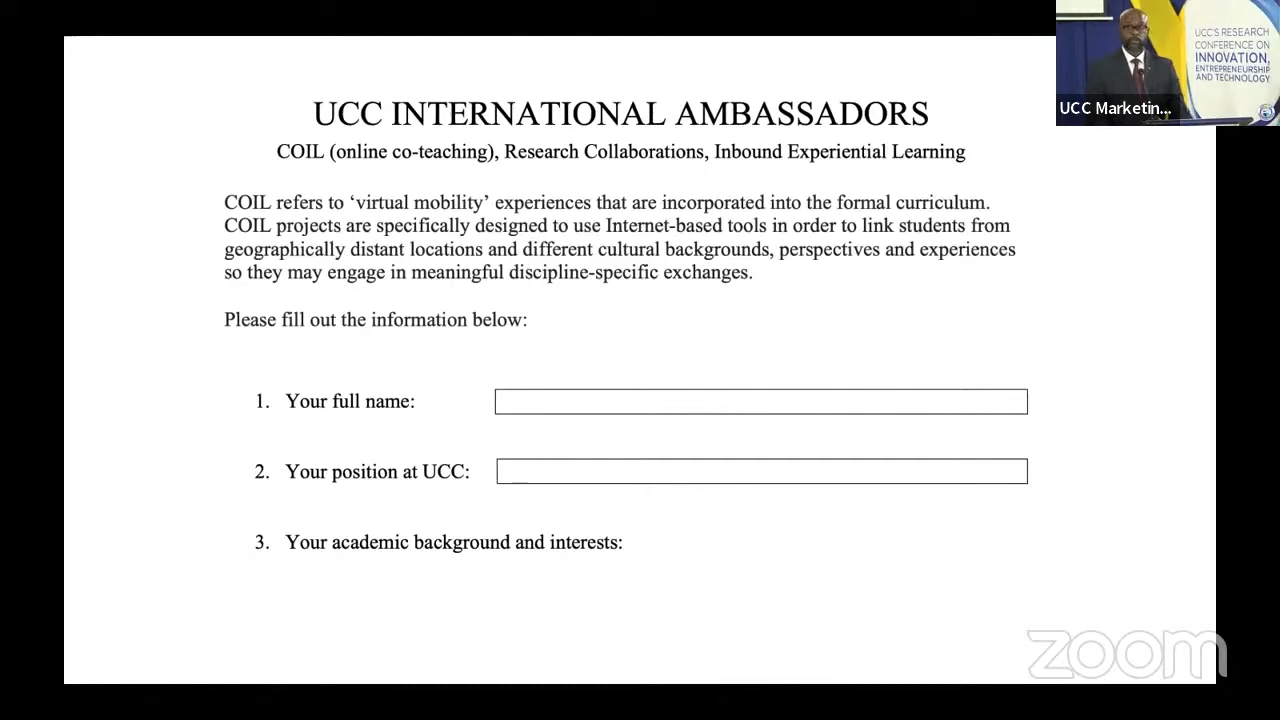 UCC INTERNATIONAL AMBASSADORS
COIL (online co-teaching), Research Collaborations, Inbound Experiential Learning
COIL refers to ‘virtual mobility’ experiences that are incorporated into the formal curriculum.
COIL projects are specifically designed to use Internet-based tools in order to link students from
geographically distant locations and different cultural backgrounds, perspectives and experiences
so they may engage in meaningful discipline-specific exchanges.
Please fill out the information below:
1. Your full name:
2. Your position at UCC:
3. Your academic background and interests:
UCC'S RESEARCH
CONFERENCE ON
INNOVATION,
ENTREPRENEURSHIP
AND TECHNOLOGY
UCC Marketin...
zoom